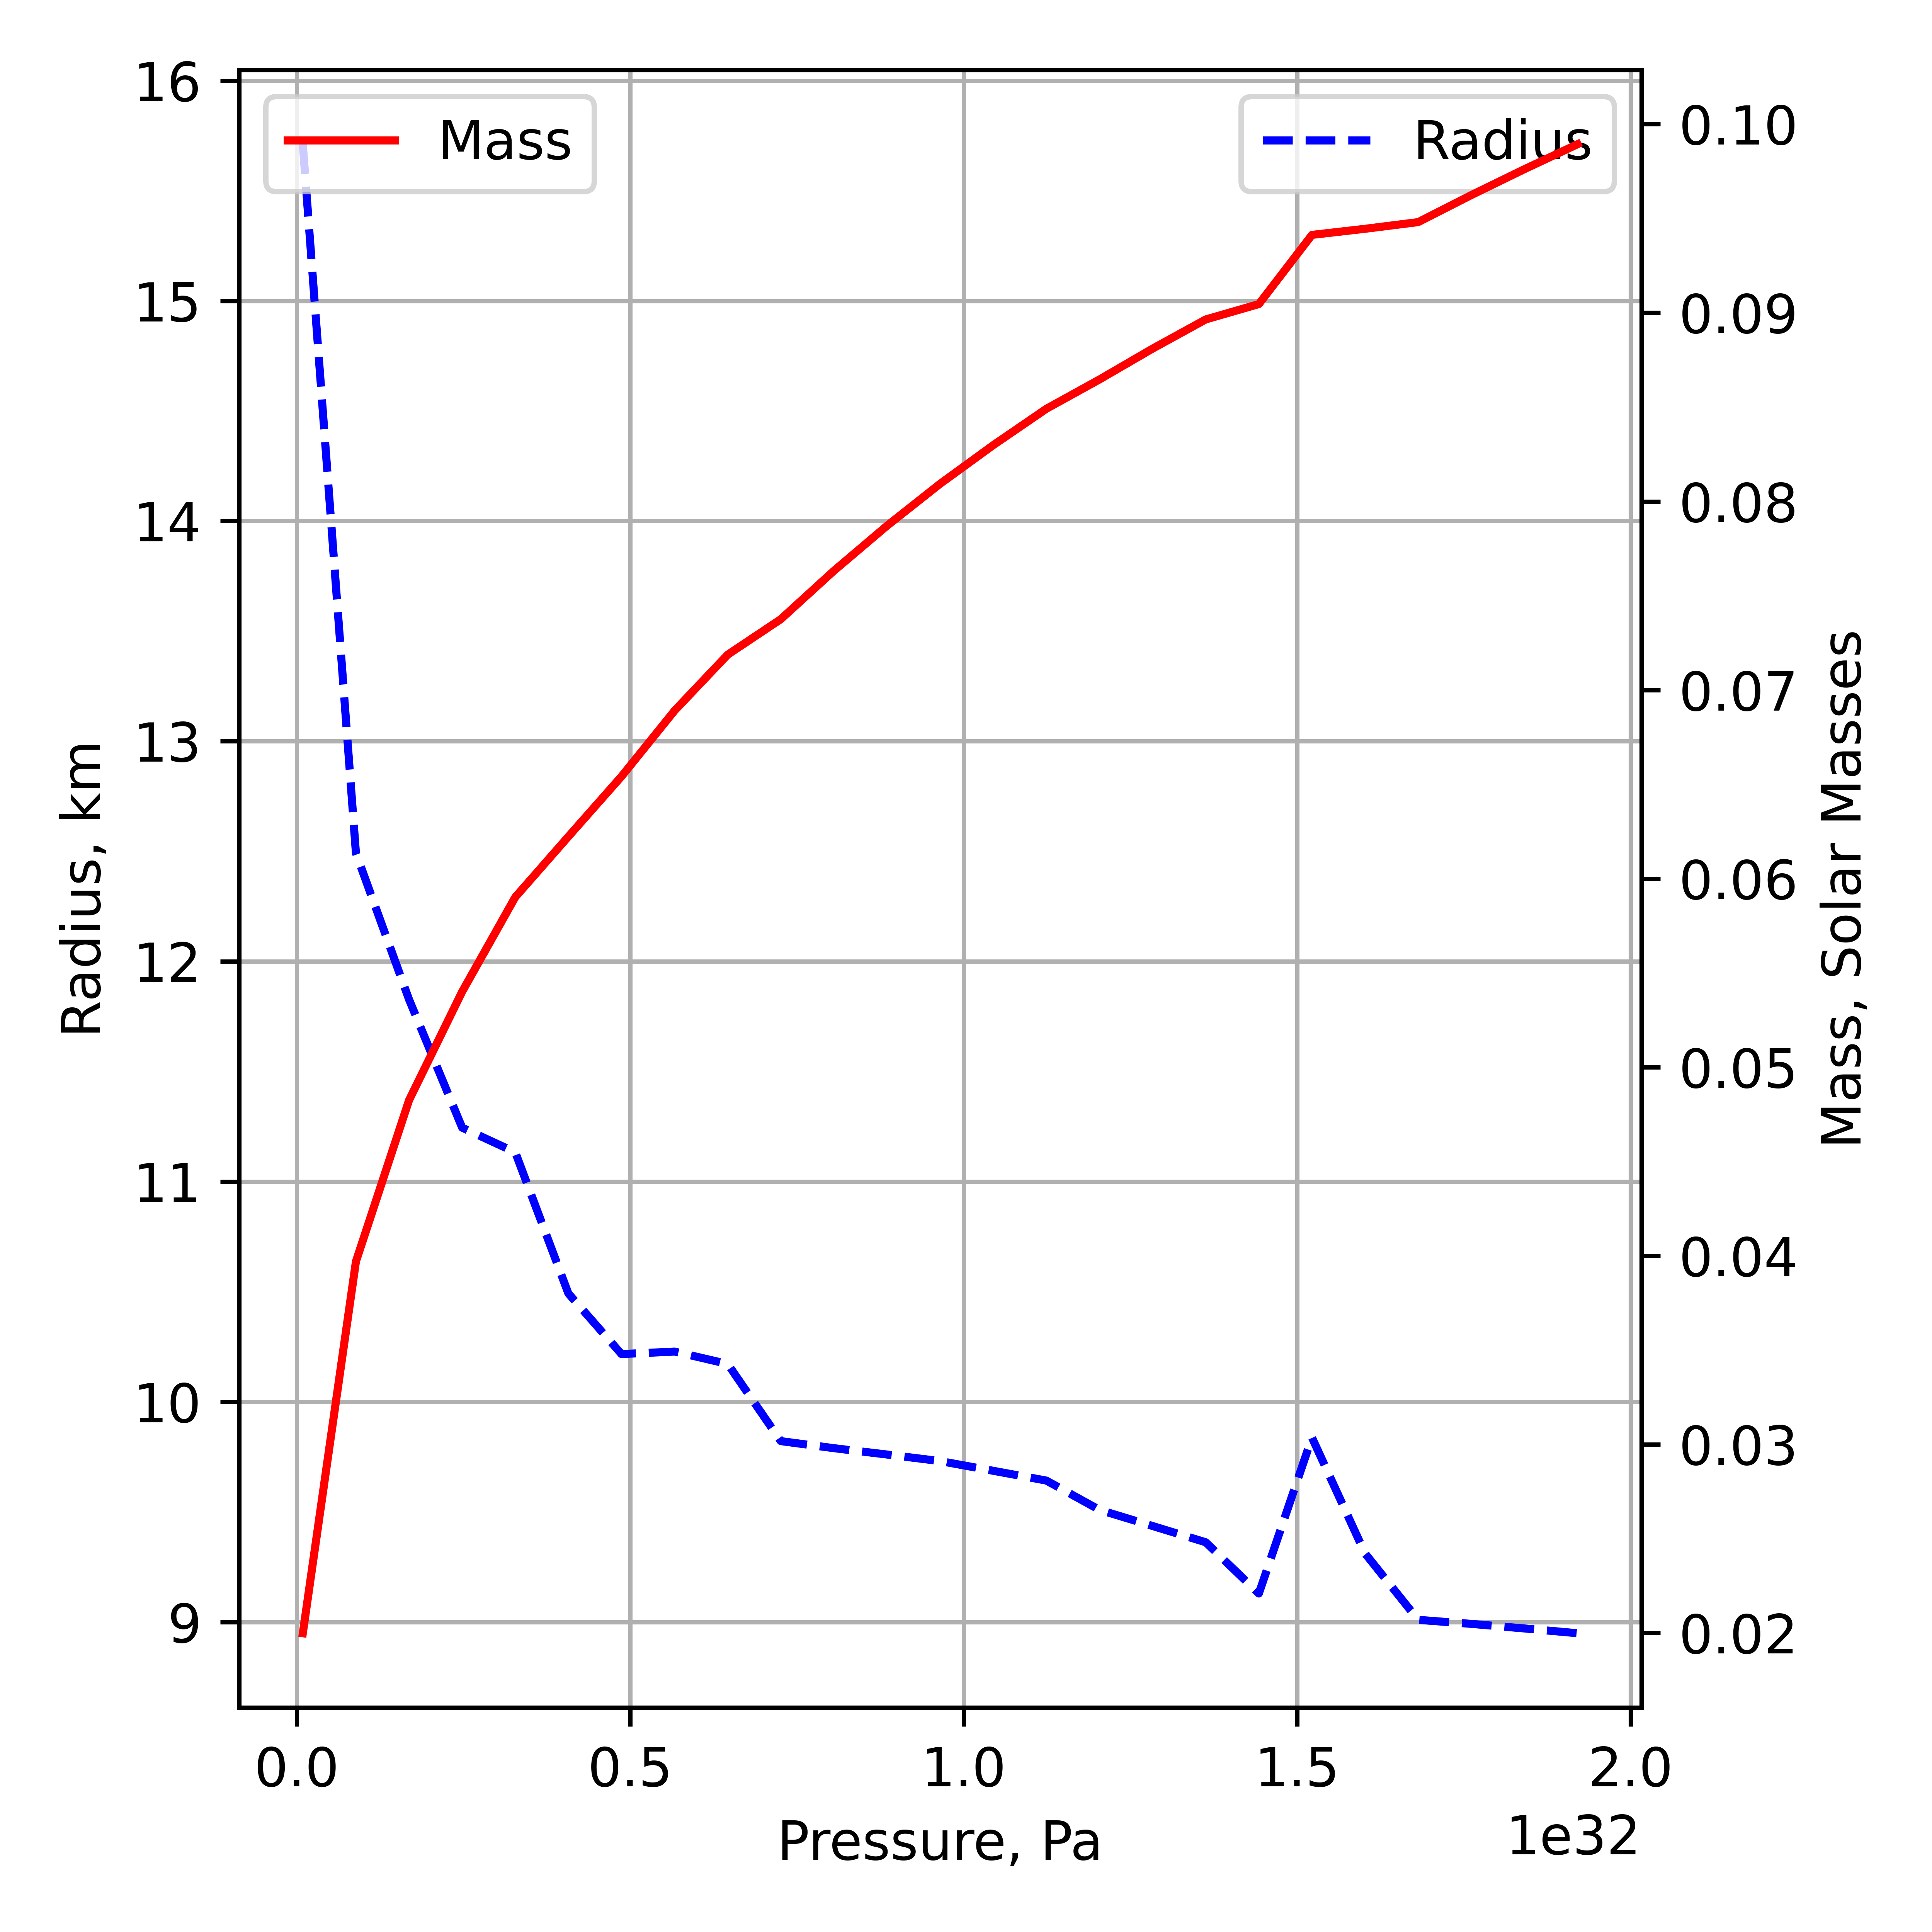 Mass
Radius
16
15
14
13
12
11
10
9
Radius, km
0.10
0.09
0.08
0.07
0.06
0.05
0.04
0.03
0.02
Mass, Solar Masses
0.0 0.5 1.0 1.5 2.0
1e32
Pressure, Pa